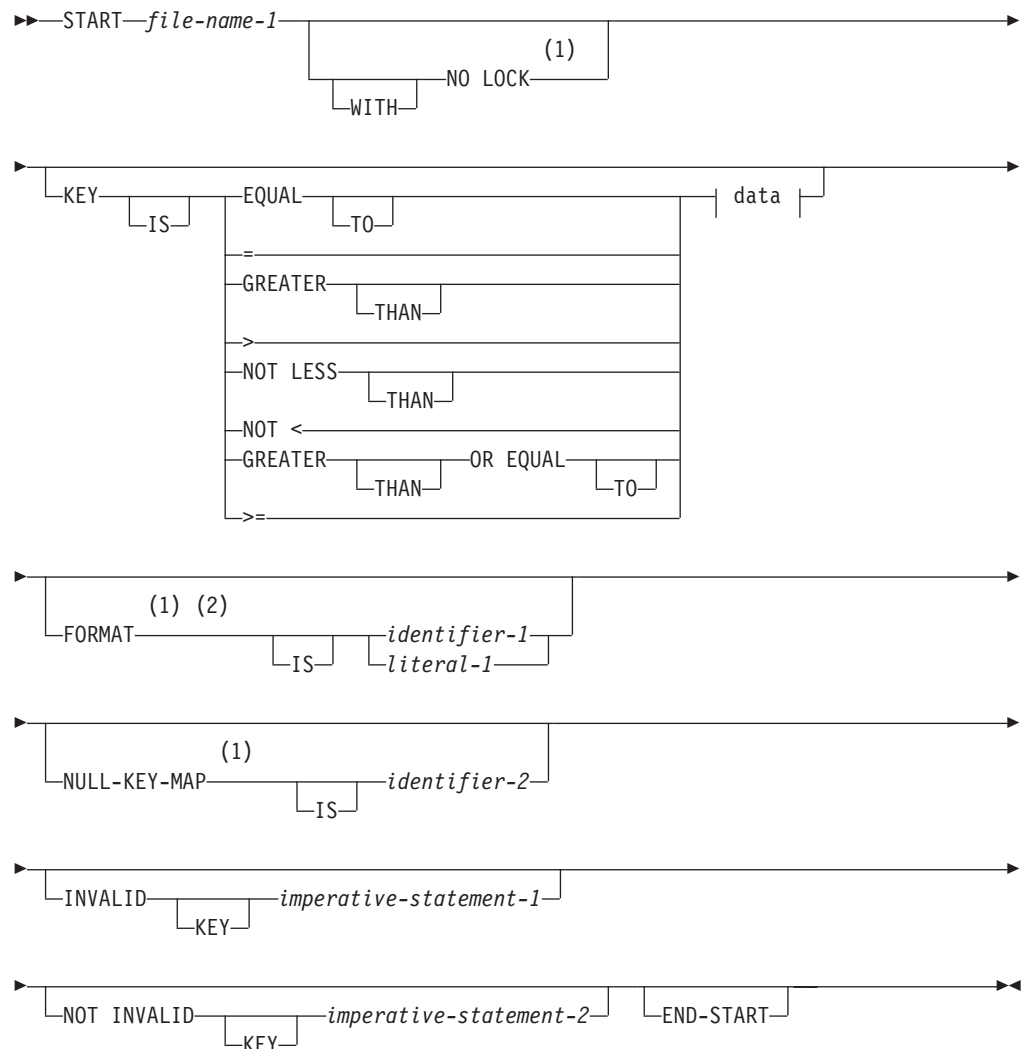 START file-name-1
(1)
NO LOCK
WITH
KEY EQUAL data
IS TO
=
GREATER
THAN
>
NOT LESS
THAN
NOT <
GREATER OR EQUAL
THAN TO
>=
(1) (2)
FORMAT identifier-1
IS literal-1
(1)
NULL-KEY-MAP identifier-2
IS
INVALID imperative-statement-1
KEY
NOT INVALID imperative-statement-2 END-START
KEY